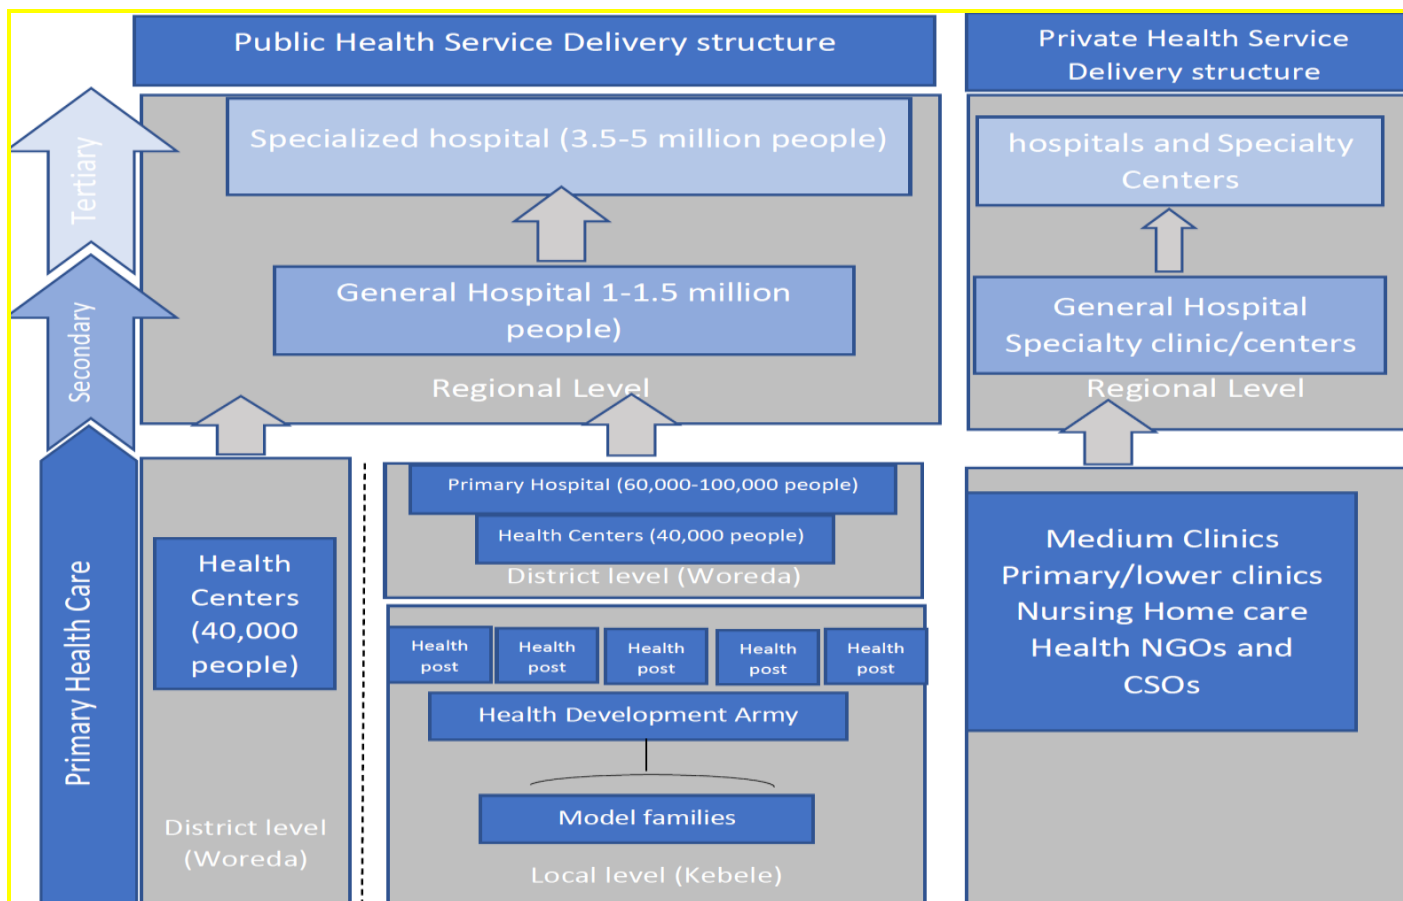 Public Health Service Delivery structure
Private Health Service
Delivery structure
Tertiary
Specialized hospital (3.5-5 million people)
hospitals and Specialty
Centers
Secondary
General Hospital 1-1.5 million
people)
Regional Level
General Hospital
Specialty clinic/centers
Regional Level
Primary Health Care
Health
Centers
(40,000
people)
District level
(Woreda)
Primary Hospital (60,000-100,000 people)
Health Centers (40,000 people)
District level (Woreda)
Health
post
Health
post
Health
post
Health
post
Health
post
Health Development Army
Model families
Local level (Kebele)
Medium Clinics
Primary/lower clinics
Nursing Home care
Health NGOs and
CSOs